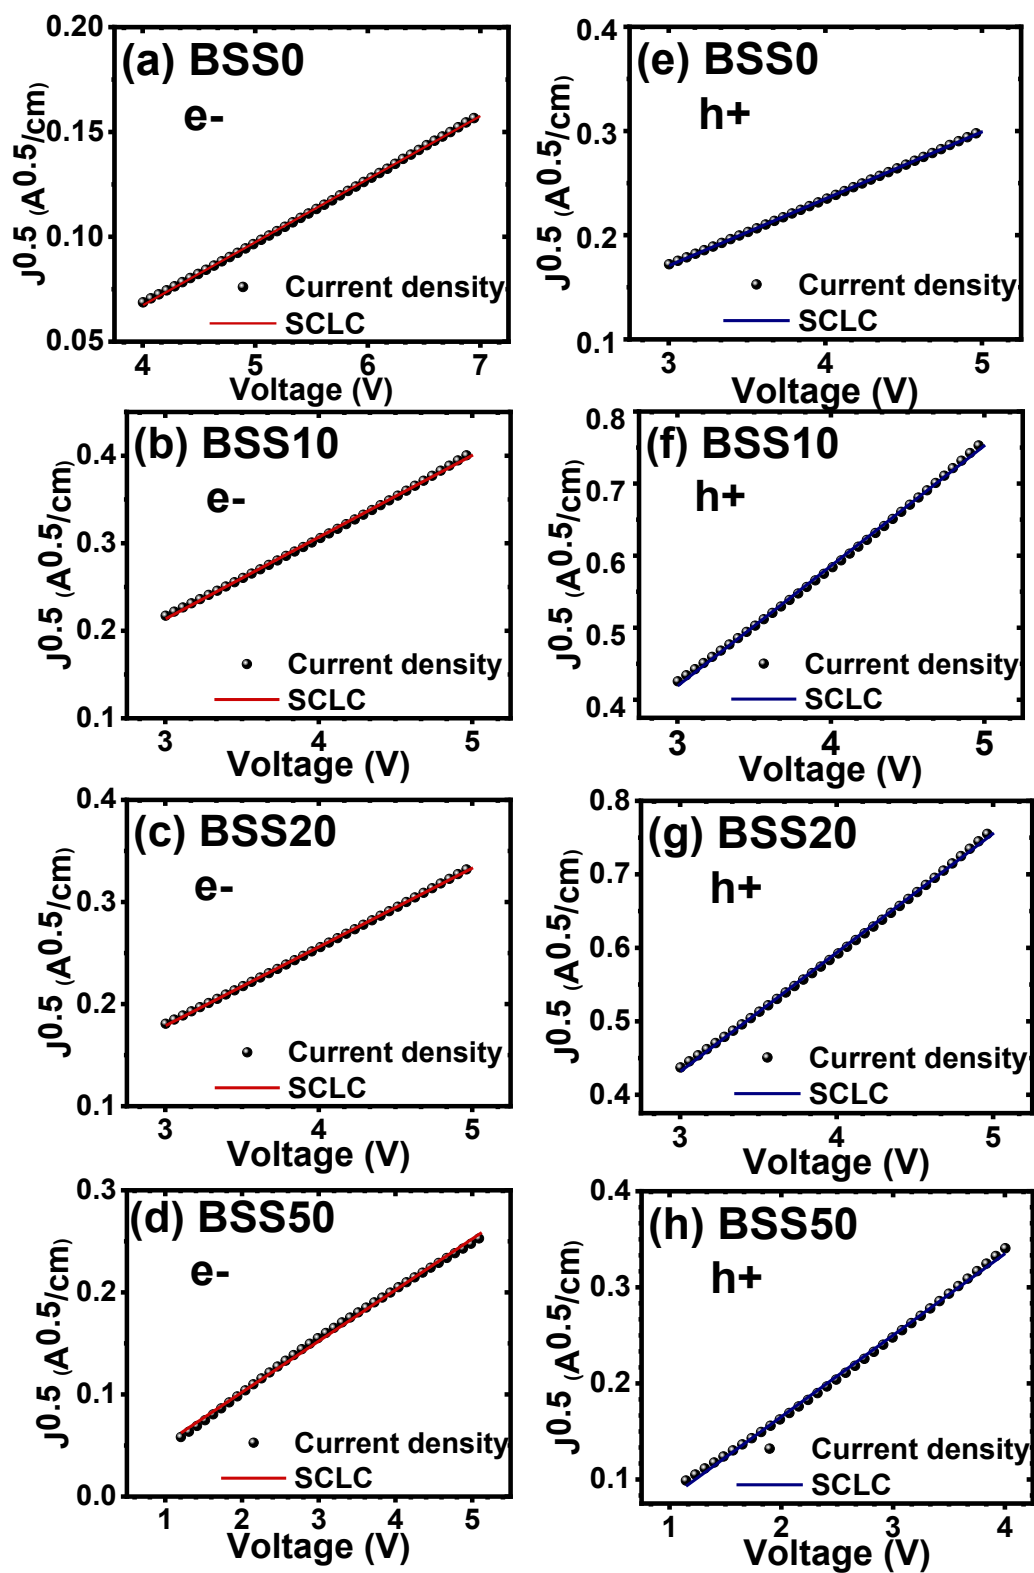 (a) BSS0
e-
J0.5 (A0.5/cm)
0.20
0.15
0.10
0.05
Current density
SCLC
4 5 6 7
Voltage (V)
(e) BSS0
h+
J0.5 (A0.5/cm)
0.4
0.3
0.2
0.1
Current density
SCLC
3 4 5
Voltage (V)
(b) BSS10
e-
J0.5 (A0.5/cm)
0.4
0.3
0.2
0.1
Current density
SCLC
3 4 5
Voltage (V)
(f) BSS10
h+
J0.5 (A0.5/cm)
0.8
0.7
0.6
0.5
0.4
Current density
SCLC
3 4 5
Voltage (V)
(c) BSS20
e-
J0.5 (A0.5/cm)
0.4
0.3
0.2
0.1
Current density
SCLC
3 4 5
Voltage (V)
(g) BSS20
h+
J0.5 (A0.5/cm)
0.8
0.7
0.6
0.5
0.4
Current density
SCLC
3 4 5
Voltage (V)
(d) BSS50
e-
J0.5 (A0.5/cm)
0.3
0.2
0.1
0.0
Current density
SCLC
1 2 3 4 5
Voltage (V)
(h) BSS50
h+
J0.5 (A0.5/cm)
0.4
0.3
0.2
0.1
Current density
SCLC
1 2 3 4
Voltage (V)